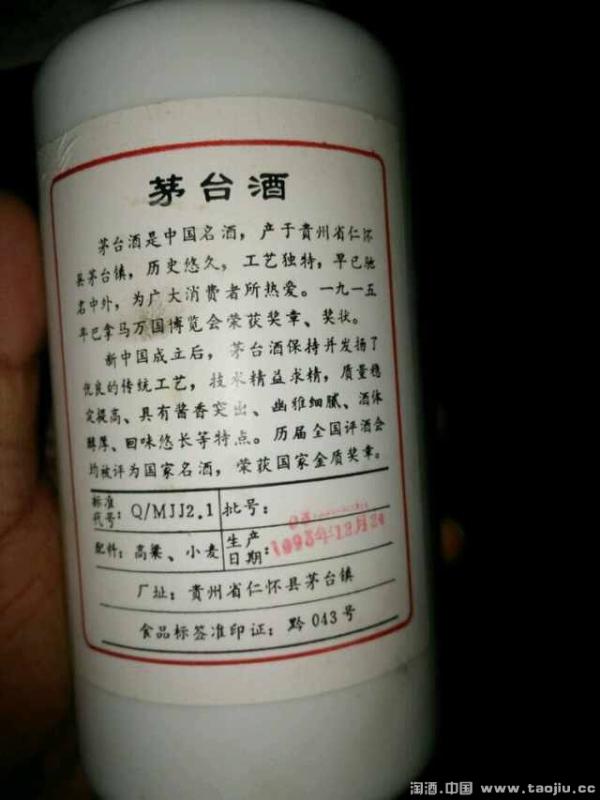 茅台酒
茅台酒是中国名酒，产于贵州省仁怀
县茅台镇，历史悠久，工艺独特，早已驰
名中外，为广大消费者所热爱。一九一五
年巴拿马万国博览会荣获奖章、奖状。
新中国成立后，茅台酒保持并发扬了
优良的传统工艺，技术精益求精，质量稳
定提高、具有酱香突出、幽雅细腻、酒体
醇厚、回味悠长等特点。历届全国评酒会
均被评为国家名酒，荣获国家金质奖章。
标准代号：Q/MJJ2.1 批号：
配料：高粱、小麦 生产日期：1993年12月
厂址：贵州省仁怀县茅台镇
食品标签准印证：黔 043 号
淘酒.中国 www.taojiu.cc